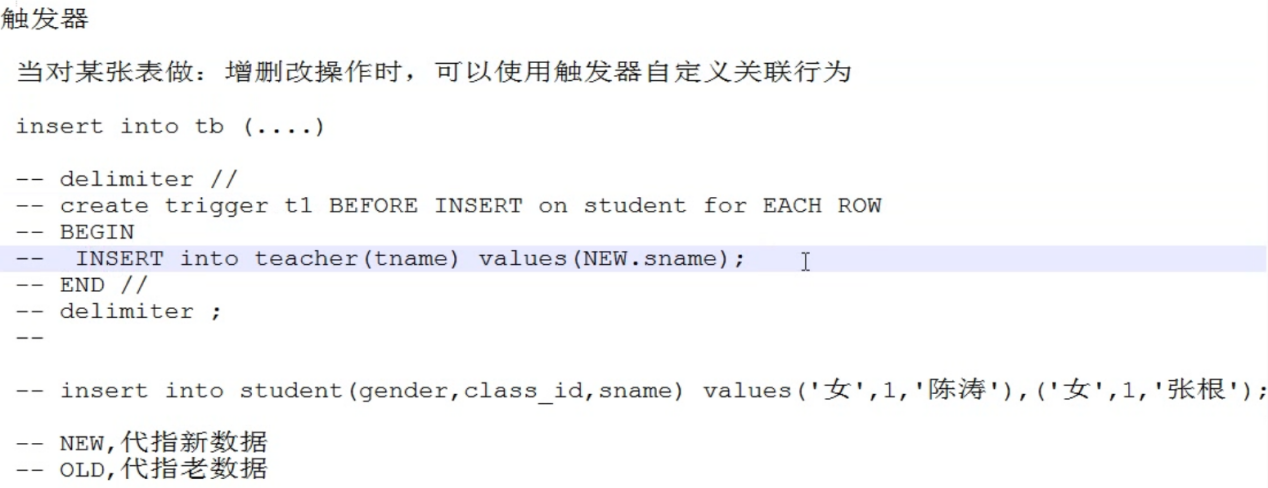 触发器
当对某张表做：增删改操作时，可以使用触发器自定义关联行为
insert into tb (....)
-- delimiter //
-- create trigger t1 BEFORE INSERT on student for EACH ROW
-- BEGIN
--  INSERT into teacher(tname) values(NEW.sname);
-- END //
-- delimiter ;
--
-- insert into student(gender,class_id,sname) values('女',1,'陈涛'),('女',1,'张根');
-- NEW,代指新数据
-- OLD,代指老数据